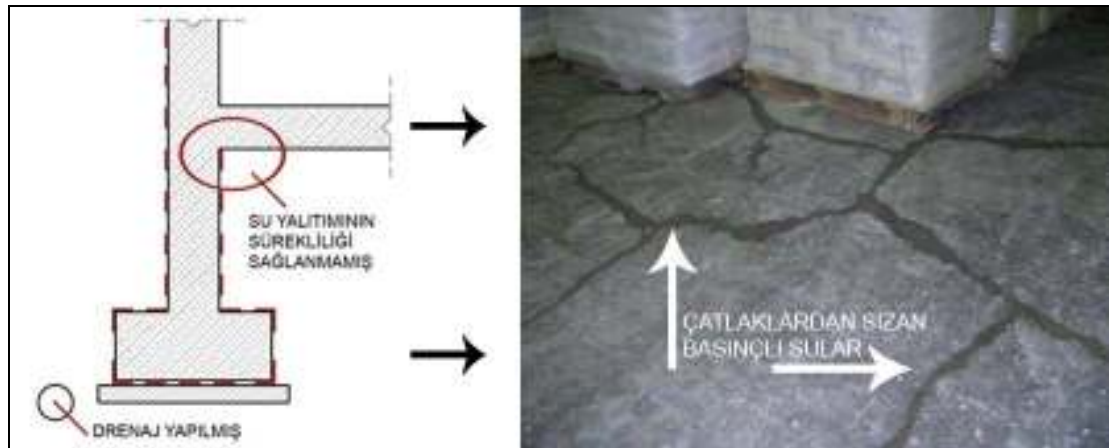 SU YALITIMININ
SÜREKLİLİĞİ
SAĞLANMAMIŞ
DRENAJ YAPILMIŞ
ÇATLAKLARDAN SIZAN
BASINÇLI SULAR